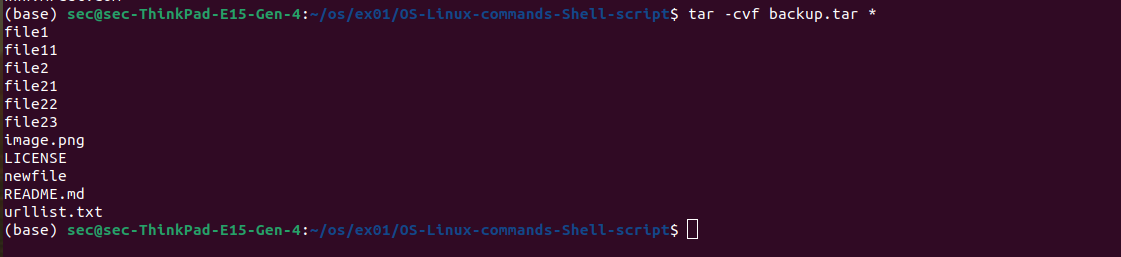 (base) sec@sec-ThinkPad-E15-Gen-4:~/os/ex01/OS-Linux-commands-Shell-script$ tar -cvf backup.tar *
file1
file11
file2
file21
file22
file23
image.png
LICENSE
newfile
README.md
urllist.txt
(base) sec@sec-ThinkPad-E15-Gen-4:~/os/ex01/OS-Linux-commands-Shell-script$